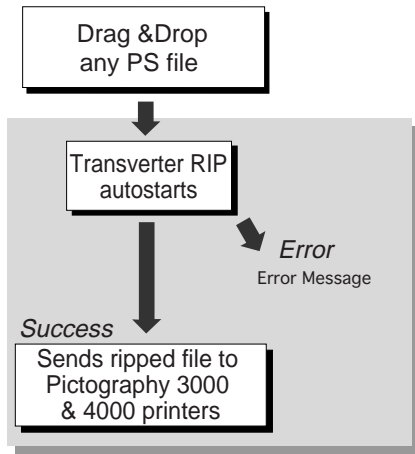 Drag &Drop
any PS file
Transverter RIP
autostarts
Error
Error Message
Success
Sends ripped file to
Pictography 3000
& 4000 printers